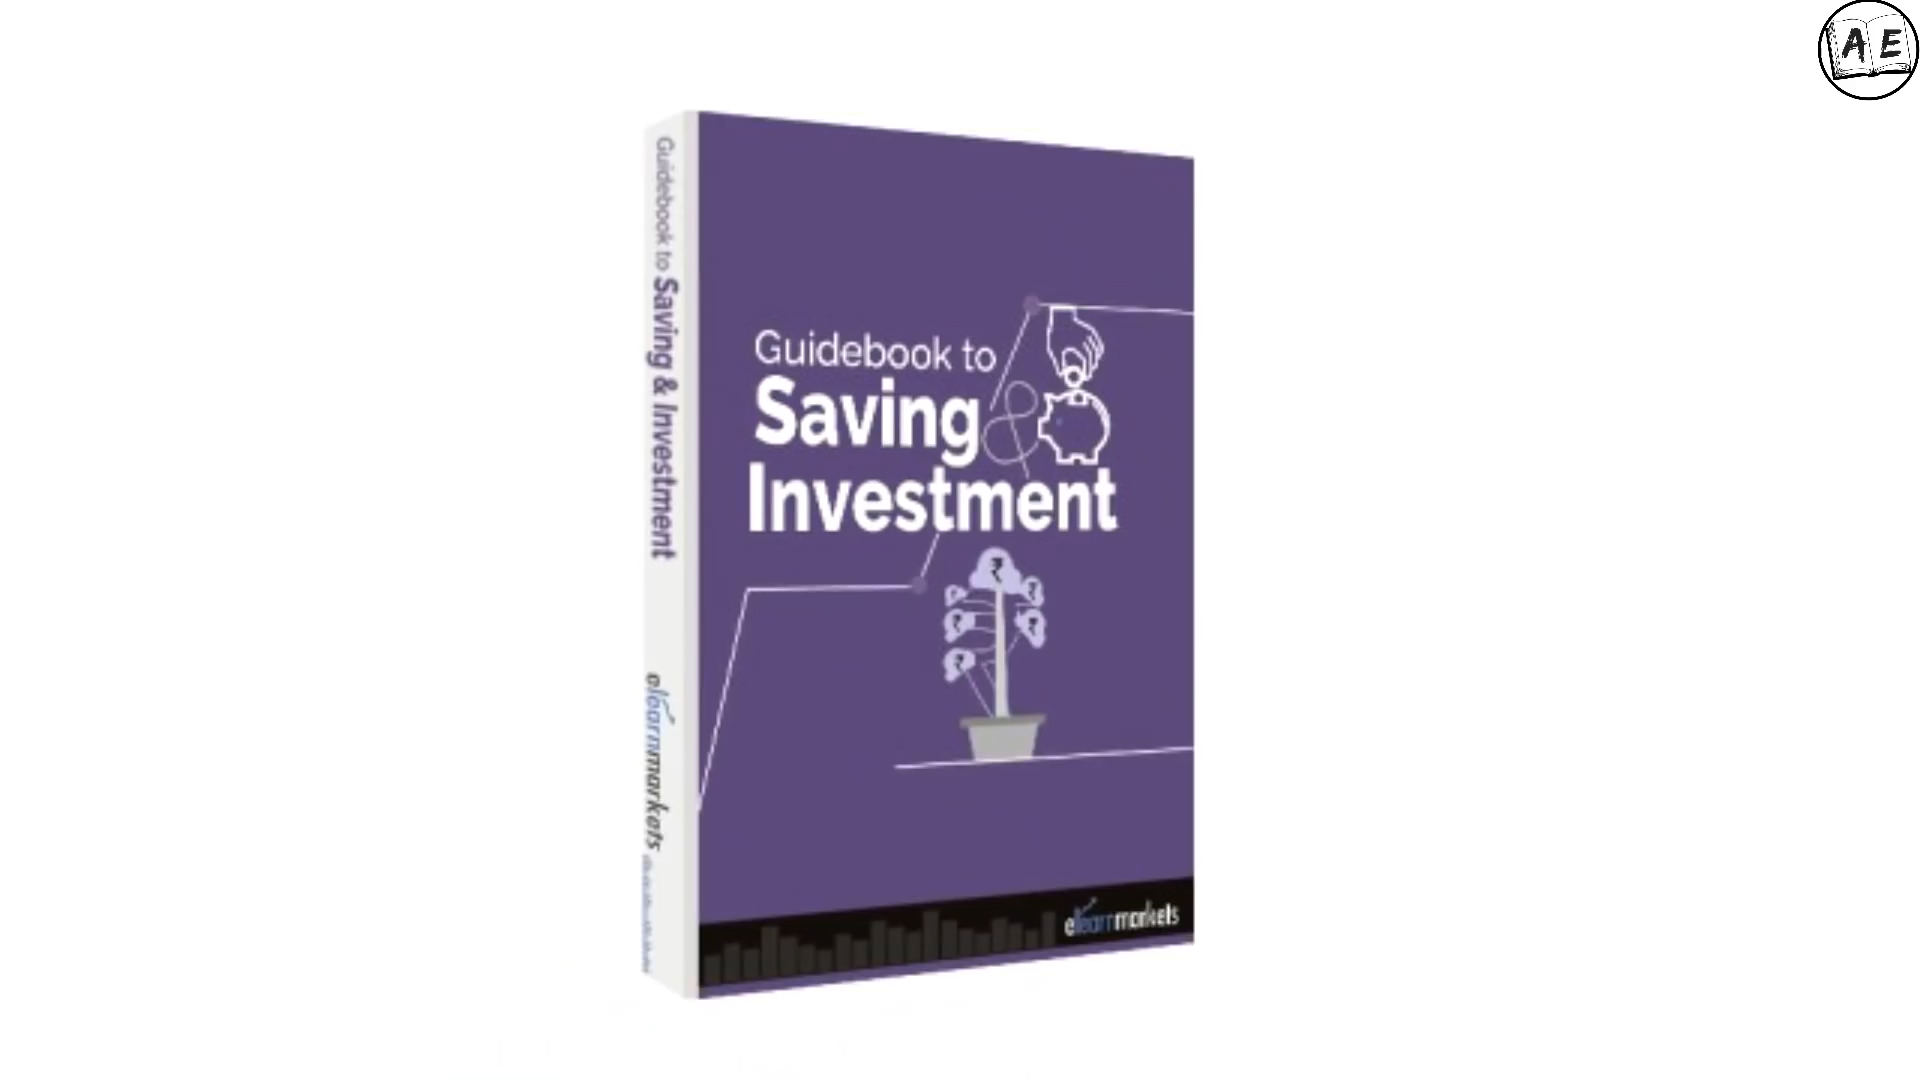 A E
Guidebook to Saving & Investment
elearnmarkets
Guidebook to
Saving &
Investment
₹
₹
₹
₹
₹
₹
elearnmarkets